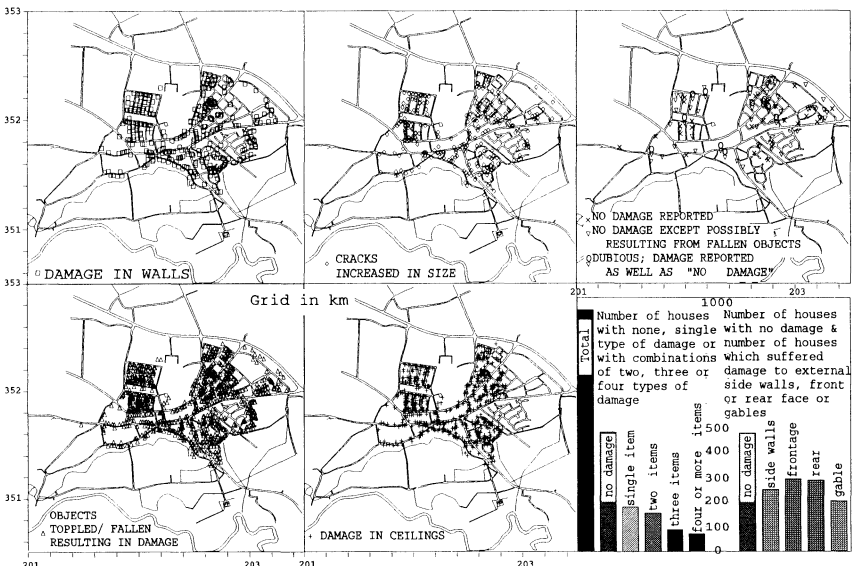 353
352
351
353
352
351
DAMAGE IN WALLS
CRACKS
INCREASED IN SIZE
NO DAMAGE REPORTED
NO DAMAGE EXCEPT POSSIBLY
RESULTING FROM FALLEN OBJECTS
DUBIOUS; DAMAGE REPORTED
AS WELL AS "NO DAMAGE"
201
203
Grid in km
OBJECTS
TOPPLED/ FALLEN
RESULTING IN DAMAGE
DAMAGE IN CEILINGS
201
203
201
203
1000
Total
Number of houses
with none, single
type of damage or
with combinations
of two, three or
four types of
damage
Number of houses
with no damage &
number of houses
which suffered
damage to external
side walls, front
or rear face or
gables
no damage
single item
two items
three items
four or more items
500
400
300
200
100
0
no damage
side walls
frontage
rear
gable